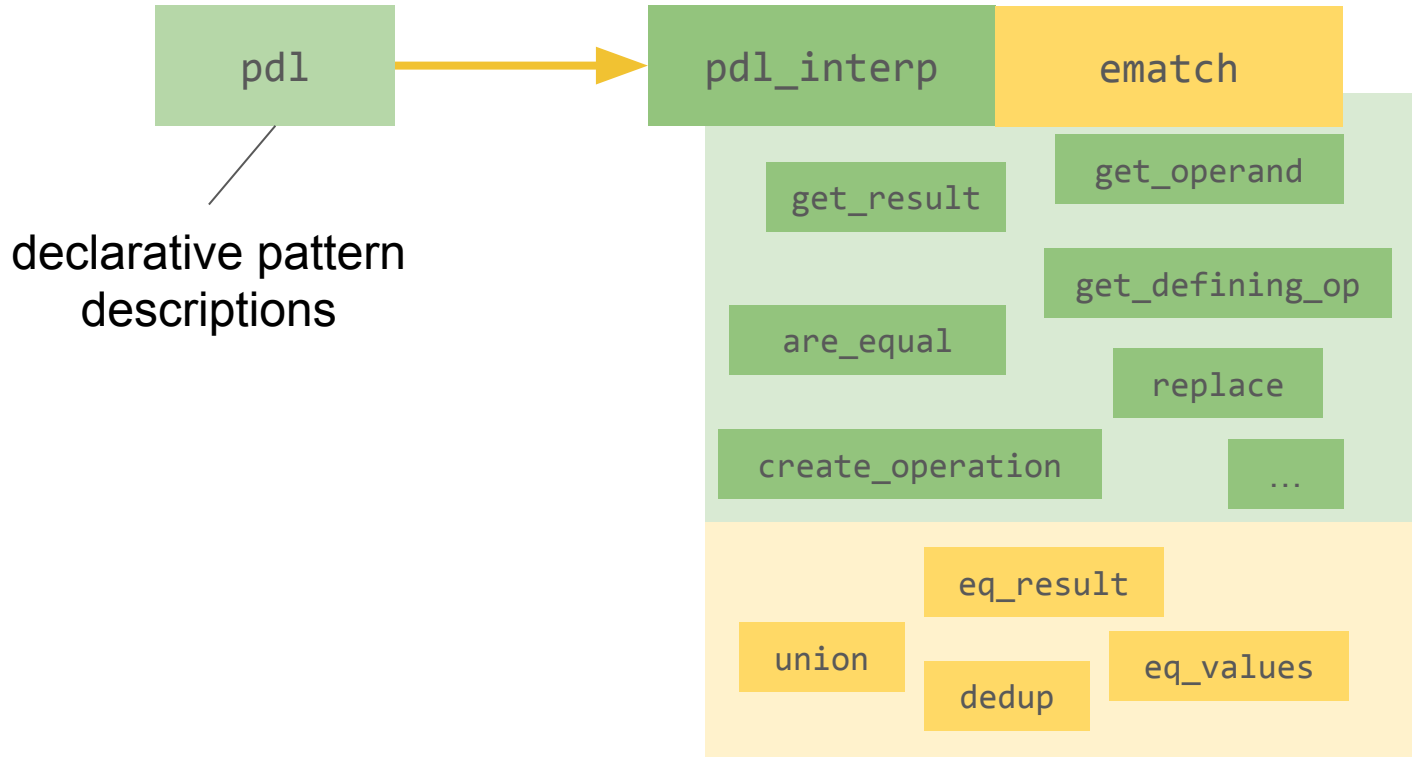 pdl
pdl_interp
ematch
declarative pattern
descriptions
get_result
get_operand
get_defining_op
are_equal
replace
create_operation
...
eq_result
union
eq_values
dedup